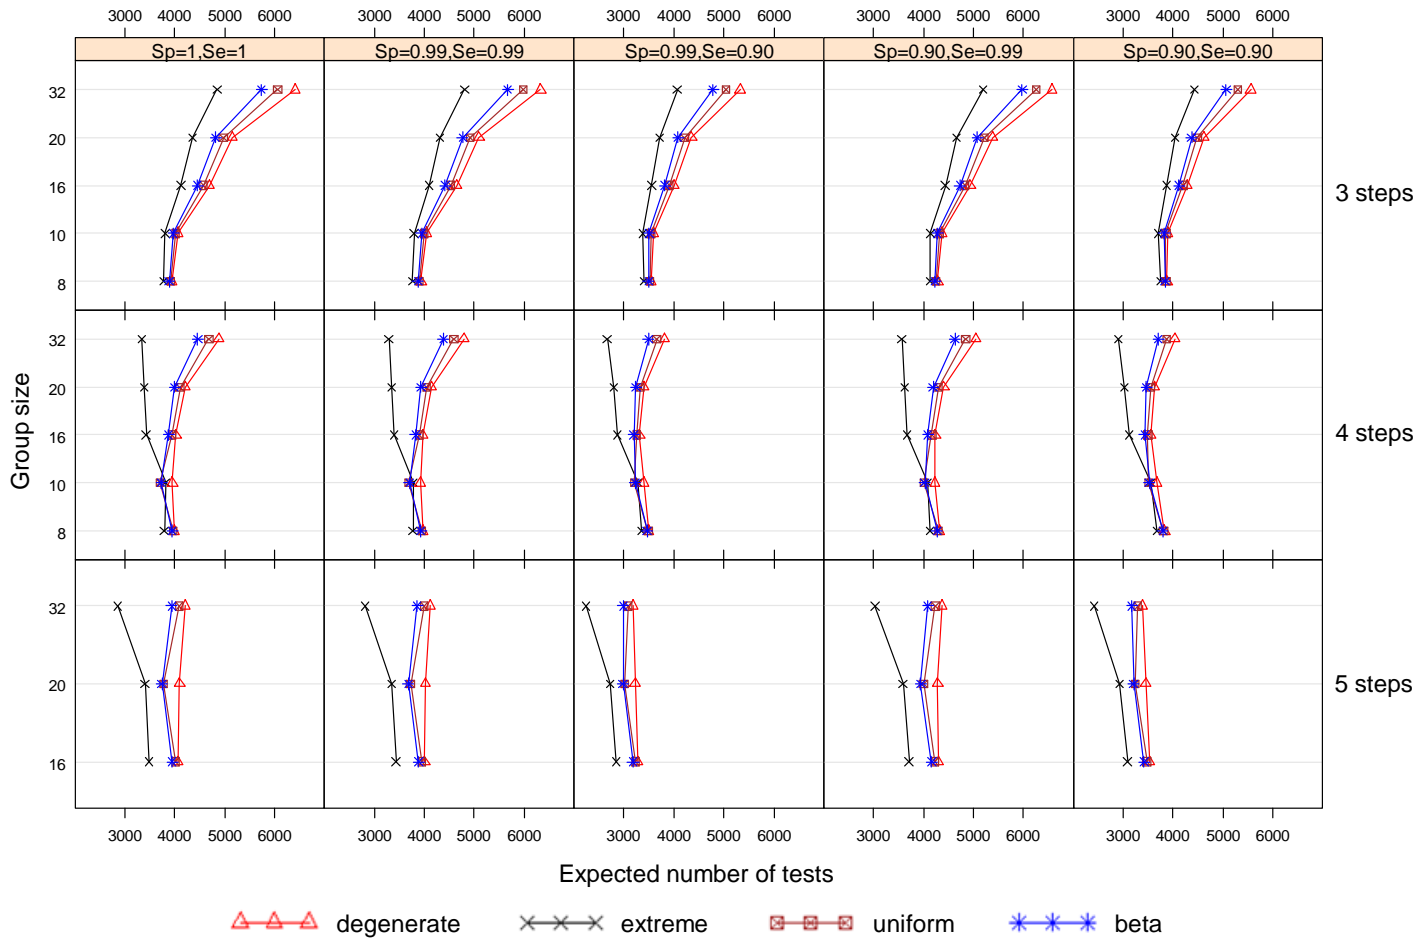 3000 4000 5000 6000 3000 4000 5000 6000 3000 4000 5000 6000 3000 4000 5000 6000 3000 4000 5000 6000
Sp=1,Se=1 Sp=0.99,Se=0.99 Sp=0.99,Se=0.90 Sp=0.90,Se=0.99 Sp=0.90,Se=0.90
32
20
16
10
8
3 steps
32
20
16
10
8
4 steps
Group size
32
20
16
5 steps
3000 4000 5000 6000 3000 4000 5000 6000 3000 4000 5000 6000 3000 4000 5000 6000 3000 4000 5000 6000
Expected number of tests
degenerate extreme uniform beta